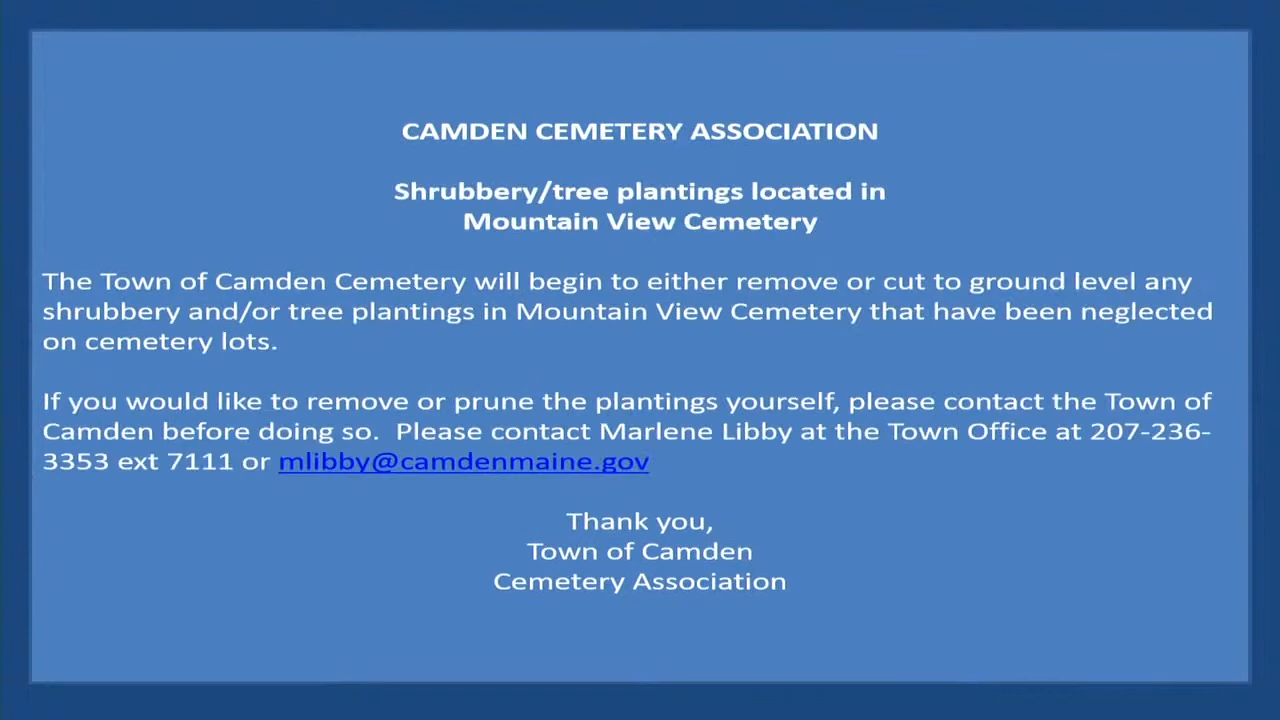 CAMDEN CEMETERY ASSOCIATION
Shrubbery/tree plantings located in
Mountain View Cemetery
The Town of Camden Cemetery will begin to either remove or cut to ground level any
shrubbery and/or tree plantings in Mountain View Cemetery that have been neglected
on cemetery lots.
If you would like to remove or prune the plantings yourself, please contact the Town of
Camden before doing so.  Please contact Marlene Libby at the Town Office at 207-236-
3353 ext 7111 or mlibby@camdenmaine.gov
Thank you,
Town of Camden
Cemetery Association